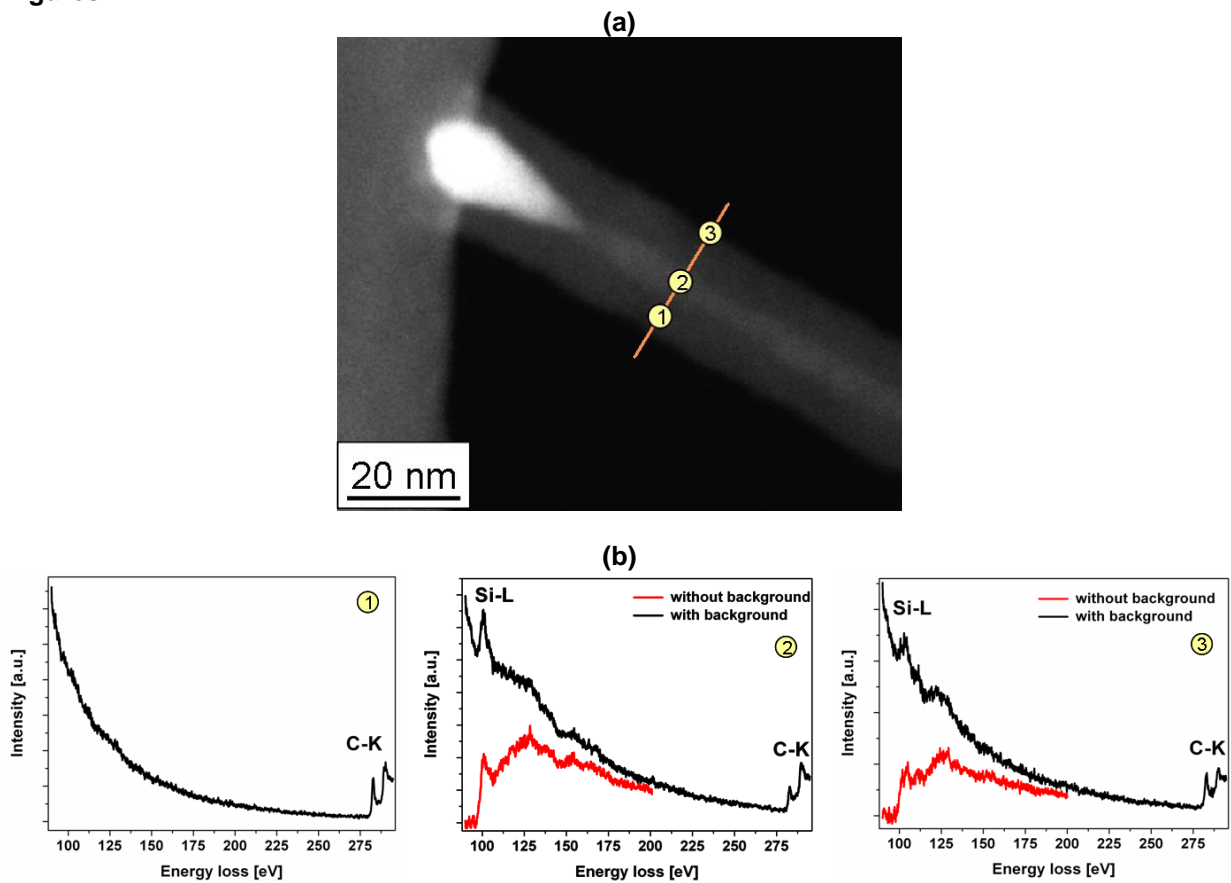 (a)
3
2
1
20 nm
(b)
Intensity [a.u.]
1
C-K
100 125 150 175 200 225 250 275
Energy loss [eV]
Intensity [a.u.]
Si-L
without background
with background
2
C-K
100 125 150 175 200 225 250 275
Energy loss [eV]
Intensity [a.u.]
Si-L
without background
with background
3
C-K
100 125 150 175 200 225 250 275
Energy loss [eV]